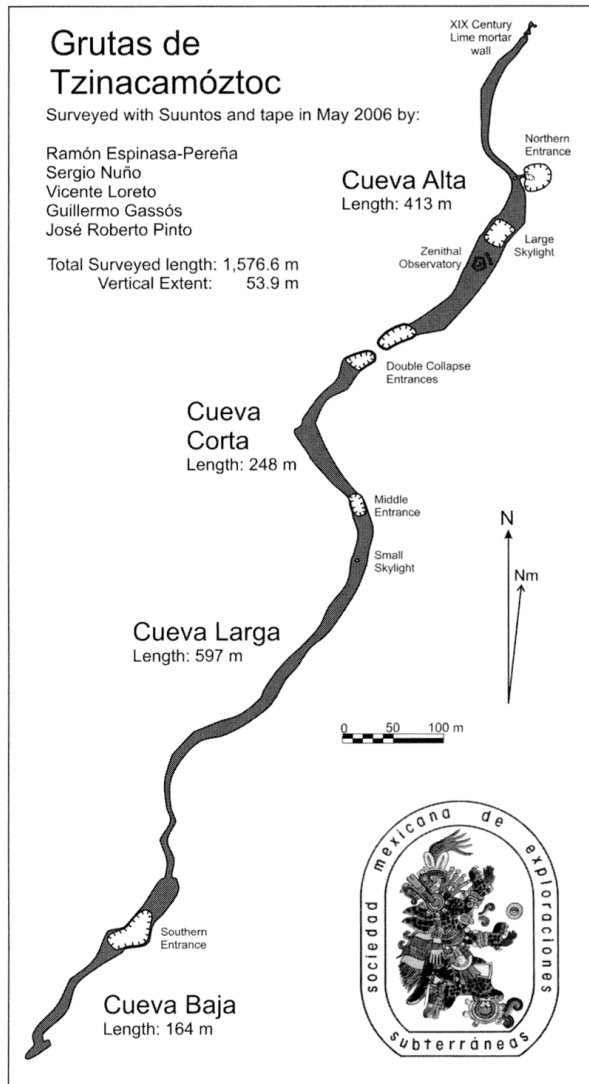 Grutas de
Tzinacamóztoc
Surveyed with Suuntos and tape in May 2006 by:
Ramón Espinasa-Pereña
Sergio Nuño
Vicente Loreto
Guillermo Gassós
José Roberto Pinto
Total Surveyed length: 1,576.6 m
Vertical Extent: 53.9 m
XIX Century
Lime mortar
wall
Northern
Entrance
Cueva Alta
Length: 413 m
Large
Skylight
Zenithal
Observatory
Double Collapse
Entrances
Cueva
Corta
Length: 248 m
Middle
Entrance
Small
Skylight
N
Nm
Cueva Larga
Length: 597 m
0 50 100 m
Southern
Entrance
Cueva Baja
Length: 164 m
sociedad mexicana de exploraciones
subterráneas